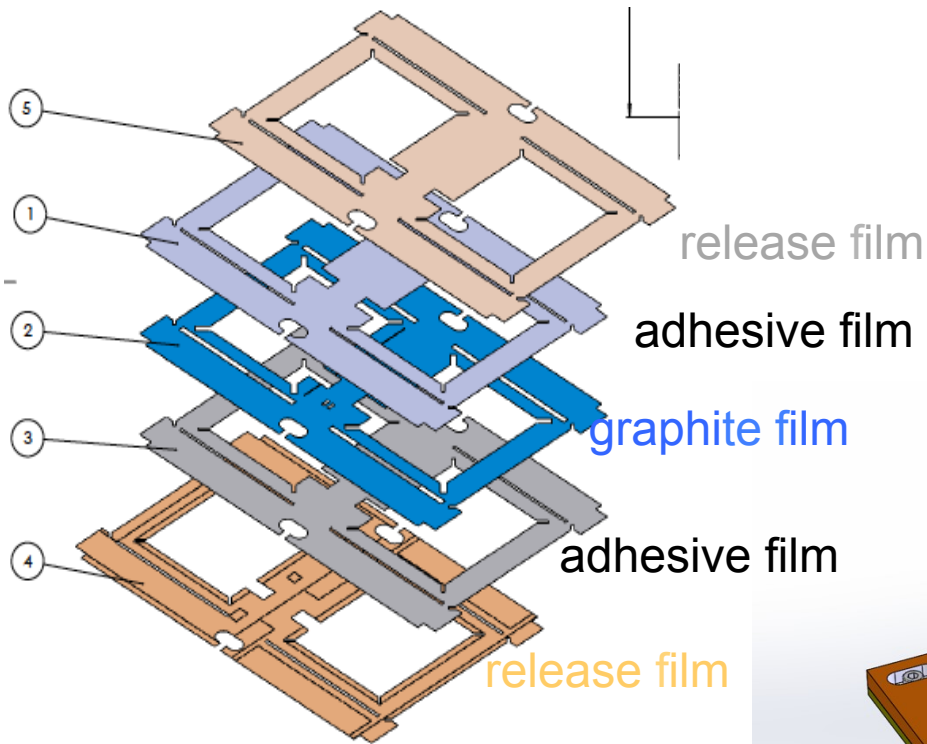 5
1
release film
adhesive film
2
graphite film
3
adhesive film
4
release film